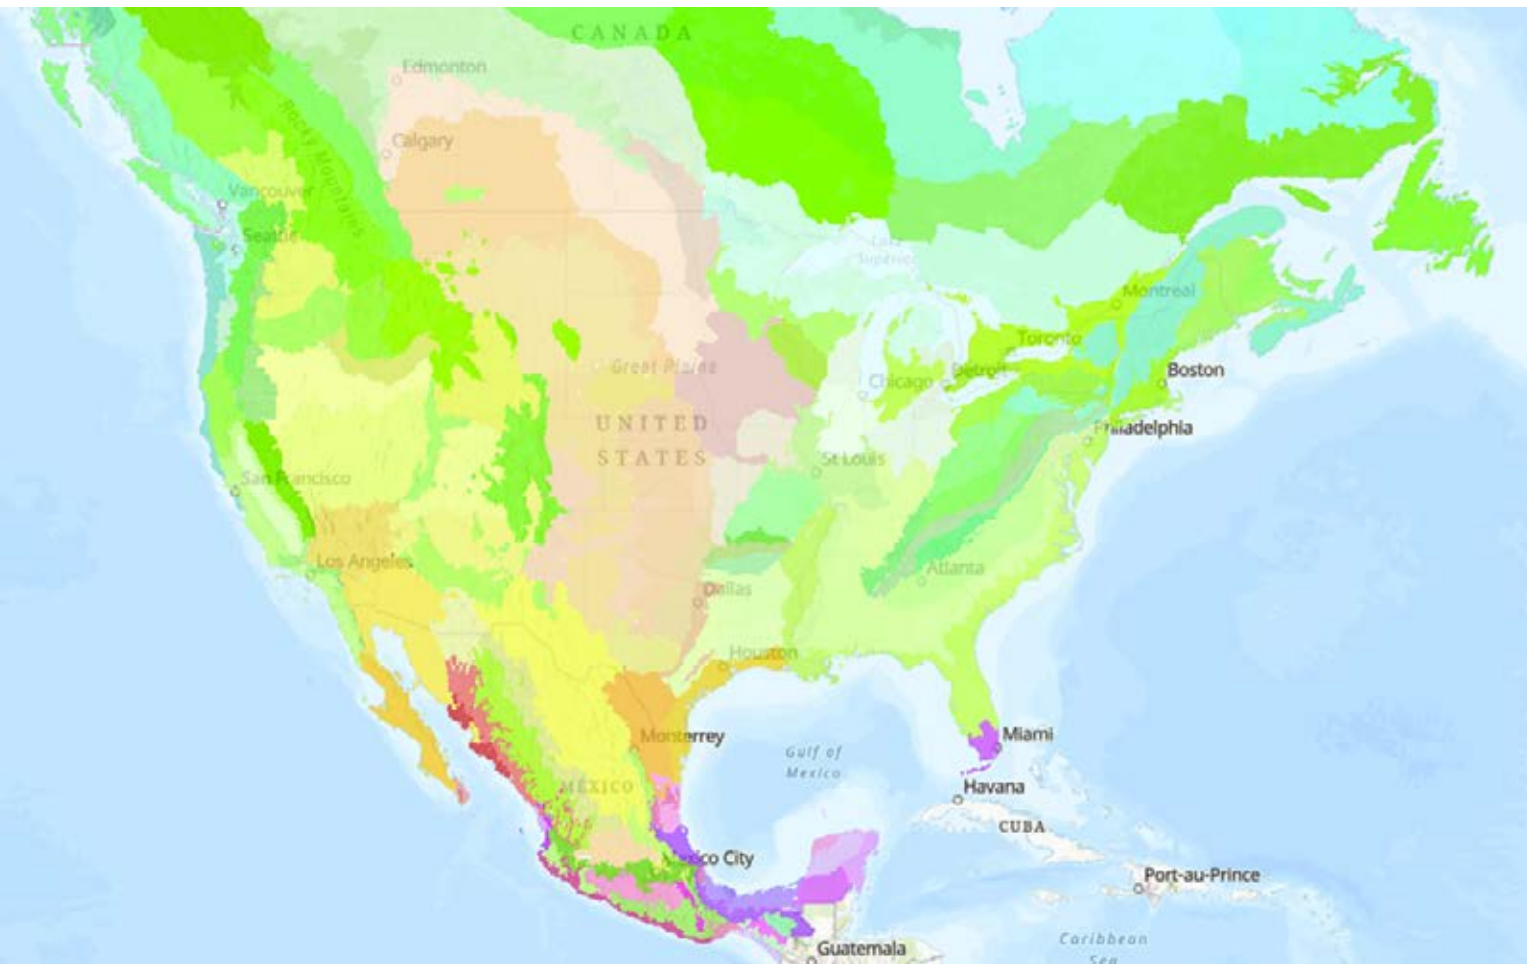 CANADA
Edmonton
Rocky Mountains
Calgary
Vancouver
Seattle
Lake
Superior
Montreal
Toronto
Great Plains
Detroit
Boston
Chicago
UNITED
STATES
Philadelphia
St Louis
San Francisco
Los Angeles
Atlanta
Dallas
Houston
Monterrey
Miami
Gulf of
Mexico
MÉXICO
Havana
CUBA
Mexico City
Port-au-Prince
Guatemala
Caribbean
Sea